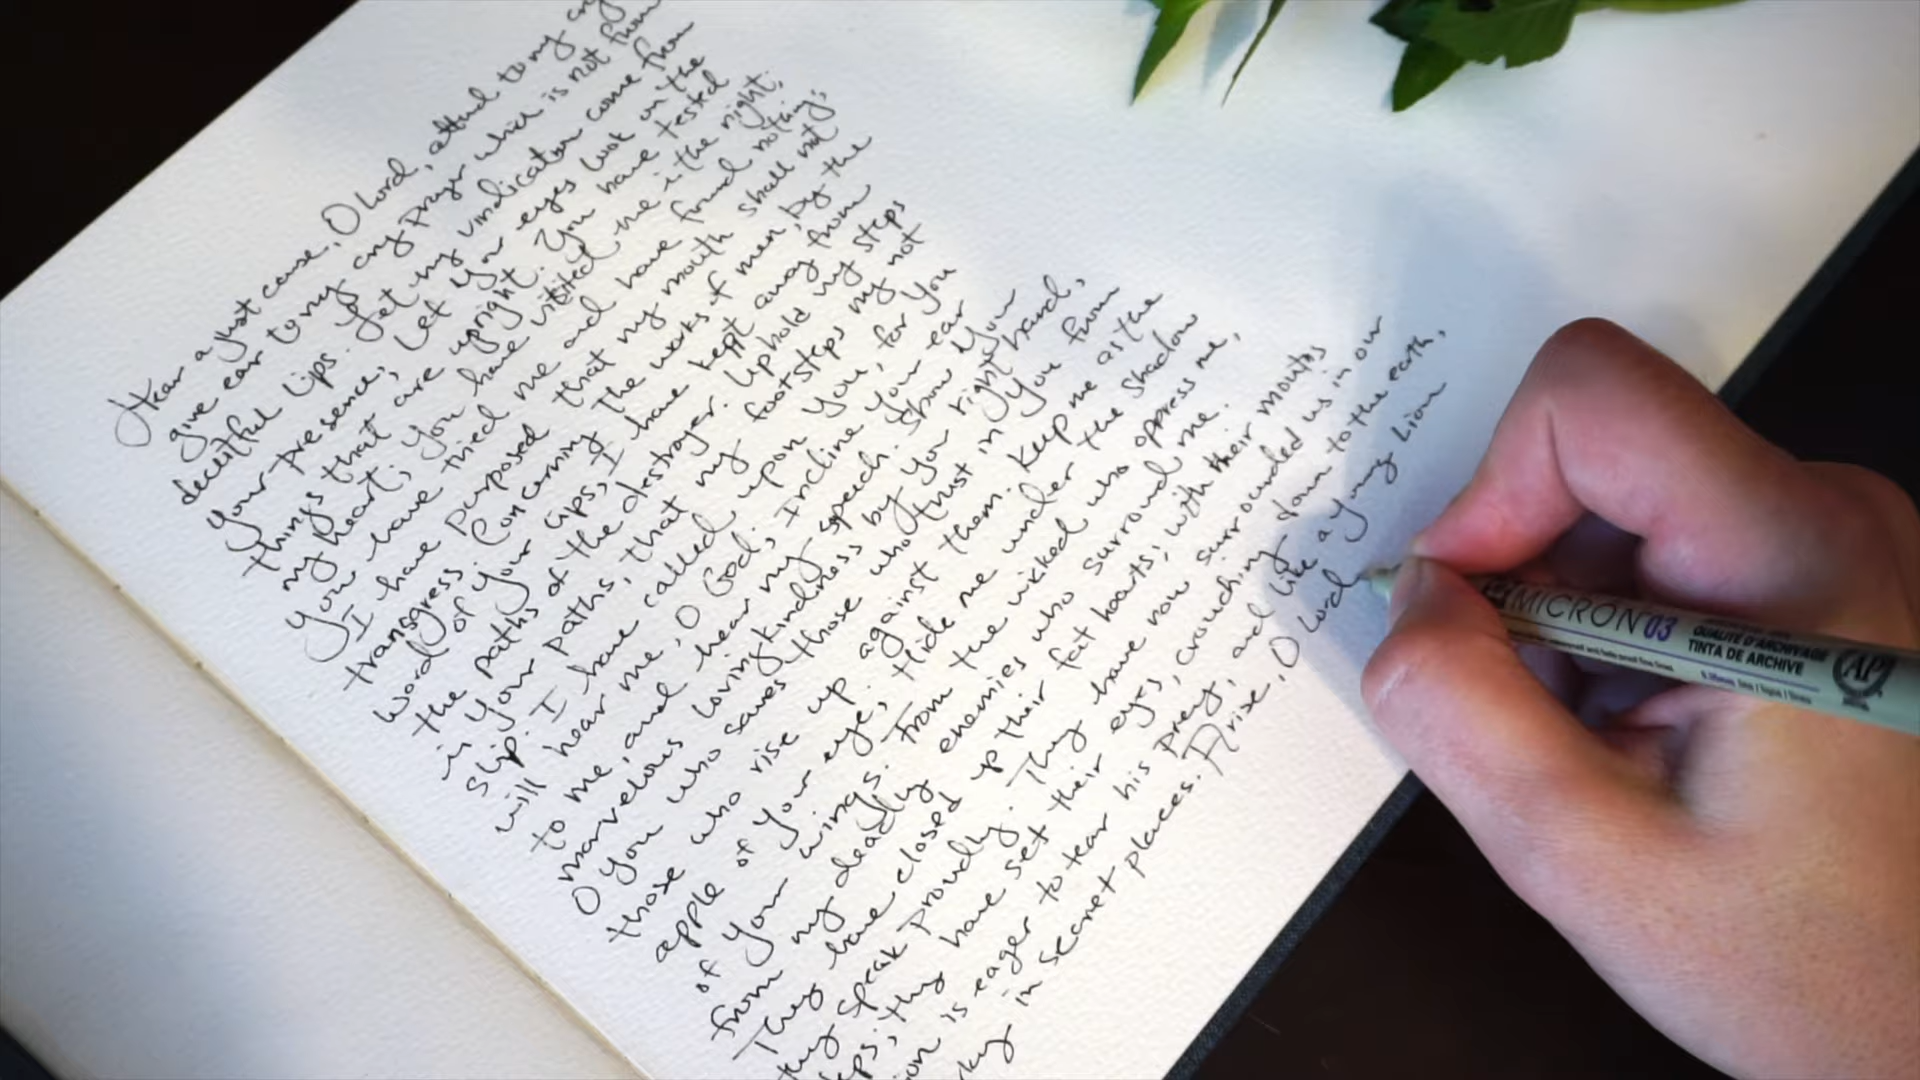 Hear a just cause, O Lord, attend to my cry
give ear to my prayer which is not from
deceitful lips. Let my vindication come from
your presence; Let your eyes look on the
things that are upright. You have tested
my heart; you have visited me in the night;
You have tried me and have found nothing;
I have purposed that my mouth shall not
transgress. Concerning the works of men, by the
word of your lips, I have kept away from
the paths of the destroyer. Uphold my steps
in your paths, that my footsteps my not
slip. I have called upon you, for you
will hear me, O God; Incline your ear
to me, and hear my speech. Show your
marvelous lovingkindness by your right hand,
O you who saves those who trust in you from
those who rise up against them. Keep me as the
apple of your eye; Hide me under the shadow
of your wings. From the wicked who oppress me,
from my deadly enemies who surround me.
They have closed up their fat hearts; with their mouths
they speak proudly. They have now surrounded us in our
steps; they have set their eyes, crouching down to the earth,
is eager to tear his prey, and like a young lion
in secret places. Arise, O Lord
MICRON 03
QUALITÉ D'ARCHIVAGE
TINTA DE ARCHIVE
AP